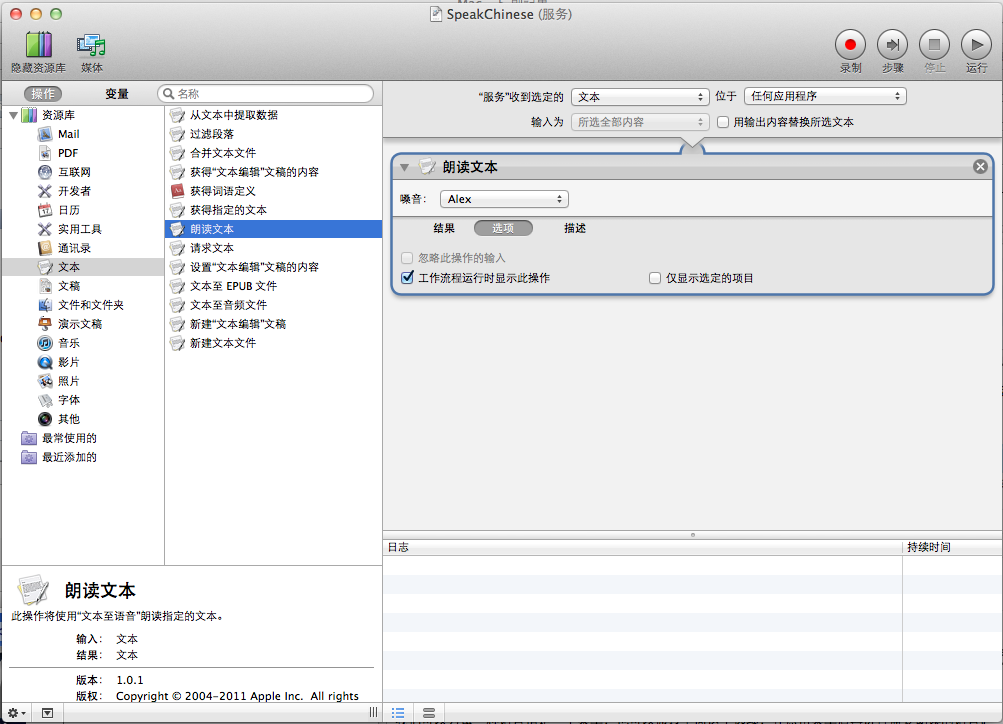 SpeakChinese (服务)
隐藏资源库
媒体
录制
步骤
停止
运行
操作
变量
名称
资源库
Mail
PDF
互联网
开发者
日历
实用工具
通讯录
文本
文稿
文件和文件夹
演示文稿
音乐
影片
照片
字体
其他
最常使用的
最近添加的
从文本中提取数据
过滤段落
合并文本文件
获得“文本编辑”文稿的内容
获得词语定义
获得指定的文本
朗读文本
请求文本
设置“文本编辑”文稿的内容
文本至 EPUB 文件
文本至音频文件
新建“文本编辑”文稿
新建文本文件
“服务”收到选定的 文本 位于 任何应用程序
输入为 所选全部内容 用输出内容替换所选文本
朗读文本
嗓音： Alex
结果 选项 描述
忽略此操作的输入
工作流程运行时显示此操作 仅显示选定的项目
日志 持续时间
朗读文本
此操作将使用“文本至语音”朗读指定的文本。
输入： 文本
结果： 文本
版本： 1.0.1
版权： Copyright © 2004-2011 Apple Inc. All rights